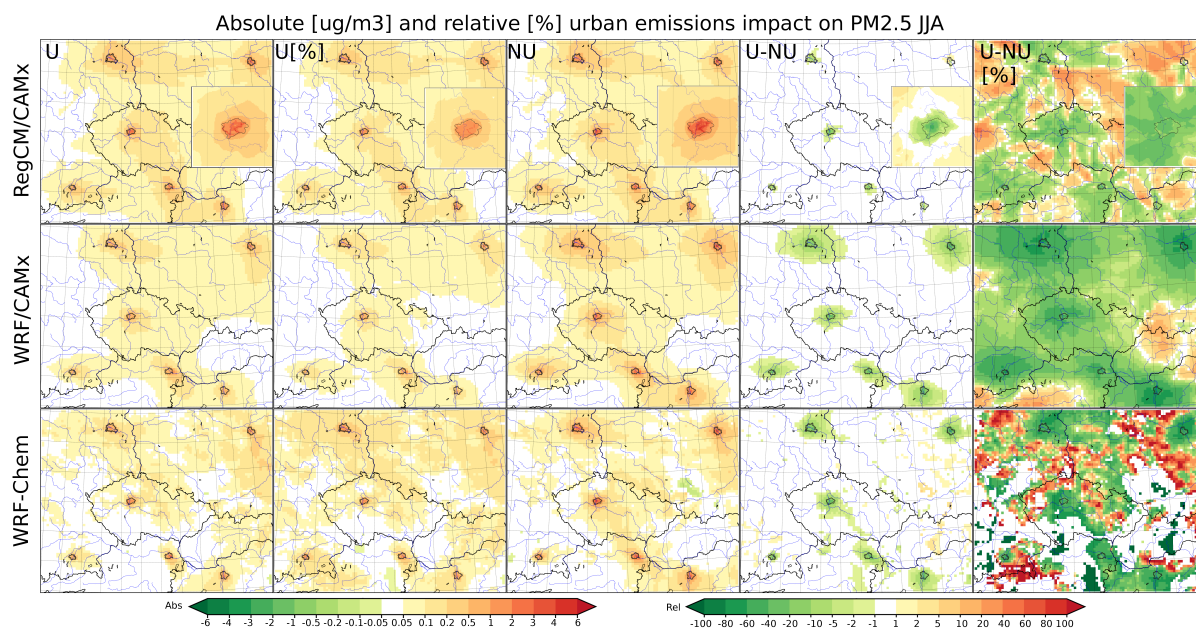 Absolute [ug/m3] and relative [%] urban emissions impact on PM2.5 JJA
U
U[%]
NU
U-NU
U-NU
[%]
RegCM/CAMx
WRF/CAMx
WRF-Chem
Abs
-6 -4 -3 -2 -1 -0.5 -0.2 -0.1 -0.05 0.05 0.1 0.2 0.5 1 2 3 4 6
Rel
-100 -80 -60 -40 -20 -10 -5 -2 -1 1 2 5 10 20 40 60 80 100